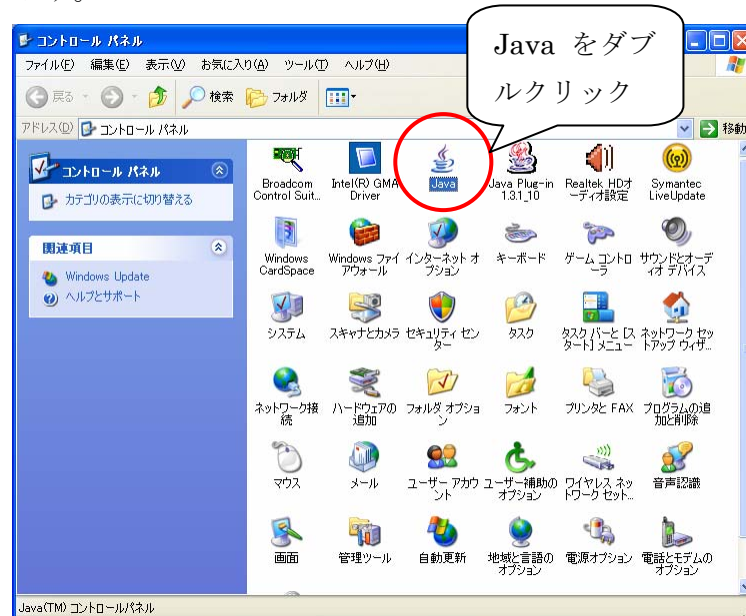 コントロール パネル
Java をダブ
ルクリック
ファイル(F) 編集(E) 表示(V) お気に入り(A) ツール(T) ヘルプ(H)
戻る 検索 フォルダ
アドレス(D) コントロール パネル 移動
コントロール パネル
カテゴリの表示に切り替える
関連項目
Windows Update
ヘルプとサポート
Broadcom
Control Suit...
Intel(R) GMA
Driver
Java
Java Plug-in
1.3.1_10
Realtek HDオ
ーディオ設定
Symantec
LiveUpdate
Windows
CardSpace
Windows ファイ
アウォール
インターネット オ
プション
キーボード
ゲーム コントロ
ーラ
サウンドとオーデ
ィオ デバイス
システム
スキャナとカメラ
セキュリティ セン
ター
タスク
タスク バーと [ス
タート] メニュー
ネットワーク セッ
トアップ ウィザ...
ネットワーク接
続
ハードウェアの
追加
フォルダ オプショ
ン
フォント
プリンタと FAX
プログラムの追
加と削除
マウス
メール
ユーザー アカウ
ント
ユーザー補助の
オプション
ワイヤレス ネッ
トワーク セット...
音声認識
画面
管理ツール
自動更新
地域と言語の
オプション
電源オプション
電話とモデムの
オプション
Java(TM) コントロールパネル